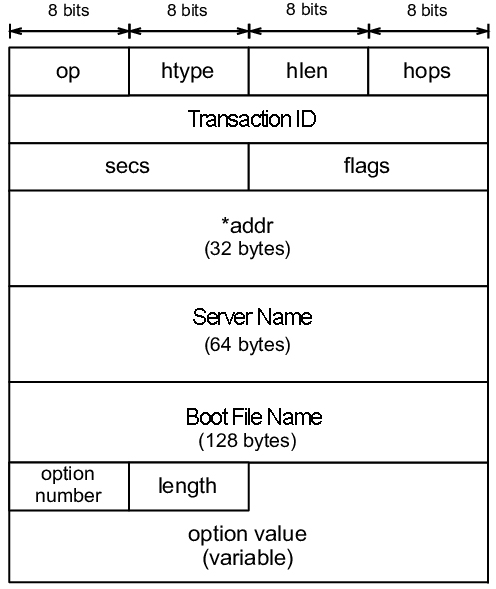 8 bits 8 bits 8 bits 8 bits
op htype hlen hops
Transaction ID
secs flags
*addr
(32 bytes)
Server Name
(64 bytes)
Boot File Name
(128 bytes)
option
number
length
option value
(variable)